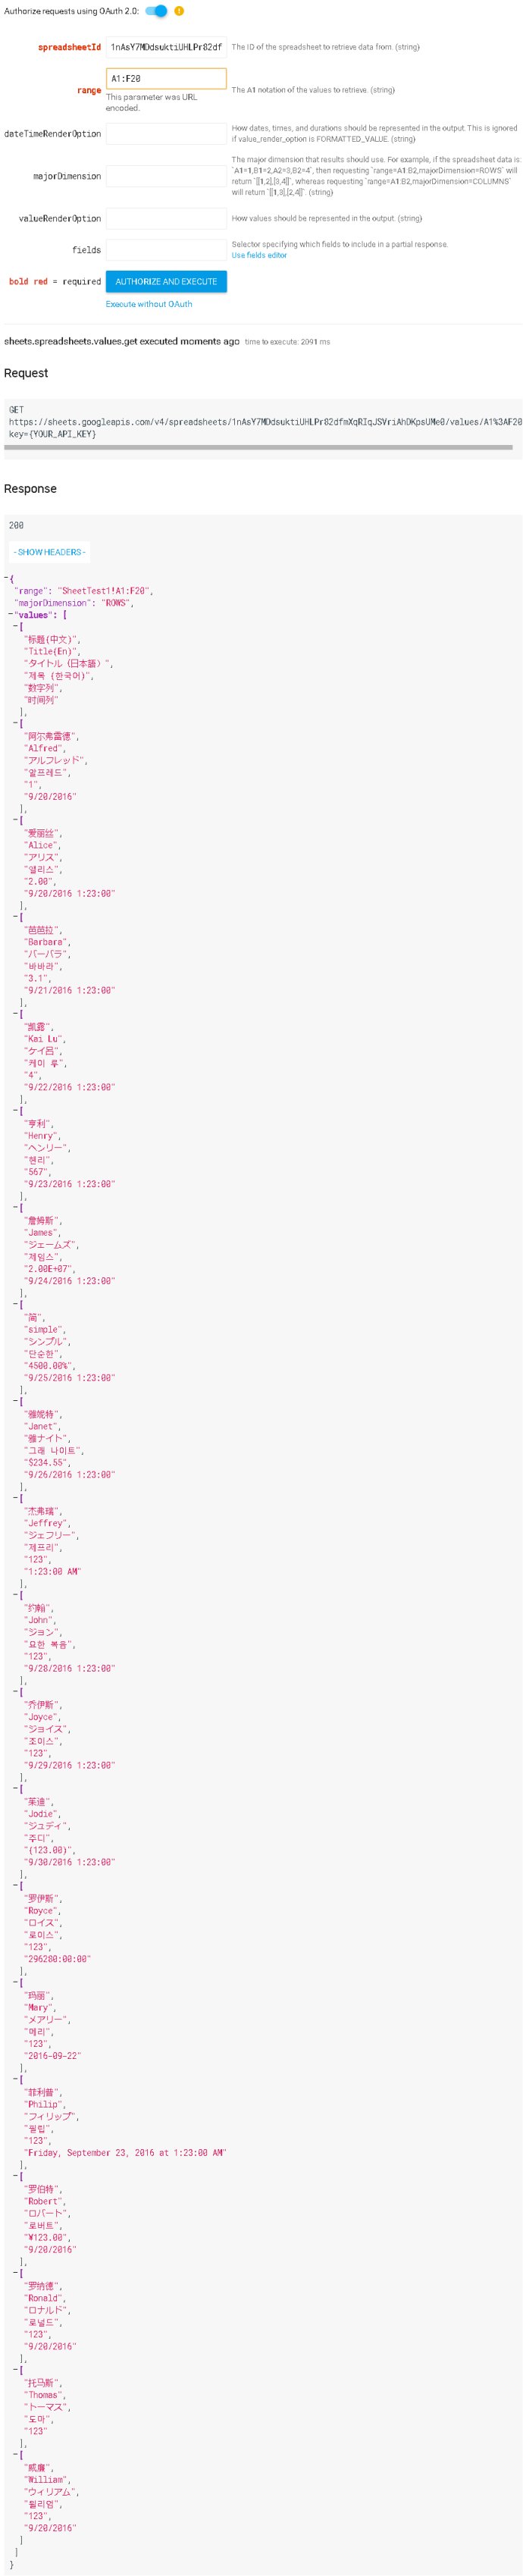 Authorize requests using OAuth 2.0:
spreadsheetId 1nAsY7MDdsuktiUHLPr82df The ID of the spreadsheet to retrieve data from. (string)
range A1:F20 The A1 notation of the values to retrieve. (string)
This parameter was URL
encoded.
dateTimeRenderOption How dates, times, and durations should be represented in the output. This is ignored
if value_render_option is FORMATTED_VALUE. (string)
majorDimension The major dimension that results should use. For example, if the spreadsheet data is:
`A1=1,B1=2,A2=3,B2=4`, then requesting `range=A1:B2,majorDimension=ROWS` will
return `[[1,2],[3,4]]`, whereas requesting `range=A1:B2,majorDimension=COLUMNS`
will return `[[1,3],[2,4]]`. (string)
valueRenderOption How values should be represented in the output. (string)
fields Selector specifying which fields to include in a partial response.
Use fields editor
bold red = required AUTHORIZE AND EXECUTE
Execute without OAuth
sheets.spreadsheets.values.get executed moments ago time to execute: 2091 ms
Request
GET
https://sheets.googleapis.com/v4/spreadsheets/1nAsY7MDdsuktiUHLPr82dfmXqRIqJSVriAhDKpsUMe0/values/A1%3AF20
key={YOUR_API_KEY}
Response
200
- SHOW HEADERS -
{
"range": "SheetTest1!A1:F20",
"majorDimension": "ROWS",
"values": [
[
"标题(中文)",
"Title(En)",
"タイトル（日本語）",
"제목 (한국어)",
"数字列",
"时间列"
],
[
"阿尔弗雷德",
"Alfred",
"アルフレッド",
"알프레드",
"1",
"9/20/2016"
],
[
"爱丽丝",
"Alice",
"アリス",
"앨리스",
"2.00",
"9/20/2016 1:23:00"
],
[
"芭芭拉",
"Barbara",
"バーバラ",
"바바라",
"3.1",
"9/21/2016 1:23:00"
],
[
"凯露",
"Kai Lu",
"ケイ呂",
"케이 루",
"4",
"9/22/2016 1:23:00"
],
[
"亨利",
"Henry",
"ヘンリー",
"헨리",
"567",
"9/23/2016 1:23:00"
],
[
"詹姆斯",
"James",
"ジェームズ",
"제임스",
"2.00E+07",
"9/24/2016 1:23:00"
],
[
"简",
"simple",
"シンプル",
"단순한",
"4500.00%",
"9/25/2016 1:23:00"
],
[
"雅妮特",
"Janet",
"雅ナイト",
"그래 나이트",
"$234.55",
"9/26/2016 1:23:00"
],
[
"杰弗瑞",
"Jeffrey",
"ジェフリー",
"제프리",
"123",
"1:23:00 AM"
],
[
"约翰",
"John",
"ジョン",
"요한 복음",
"123",
"9/28/2016 1:23:00"
],
[
"乔伊斯",
"Joyce",
"ジョイス",
"조이스",
"123",
"9/29/2016 1:23:00"
],
[
"茱迪",
"Jodie",
"ジュディ",
"주디",
"(123.00)",
"9/30/2016 1:23:00"
],
[
"罗伊斯",
"Royce",
"ロイス",
"로이스",
"123",
"296280:00:00"
],
[
"玛丽",
"Mary",
"メアリー",
"메리",
"123",
"2016-09-22"
],
[
"菲利普",
"Philip",
"フィリップ",
"필립",
"123",
"Friday, September 23, 2016 at 1:23:00 AM"
],
[
"罗伯特",
"Robert",
"ロバート",
"로버트",
"¥123.00",
"9/20/2016"
],
[
"罗纳德",
"Ronald",
"ロナルド",
"로널드",
"123",
"9/20/2016"
],
[
"托马斯",
"Thomas",
"トーマス",
"도마",
"123"
],
[
"威廉",
"William",
"ウィリアム",
"윌리엄",
"123",
"9/20/2016"
]
]
}